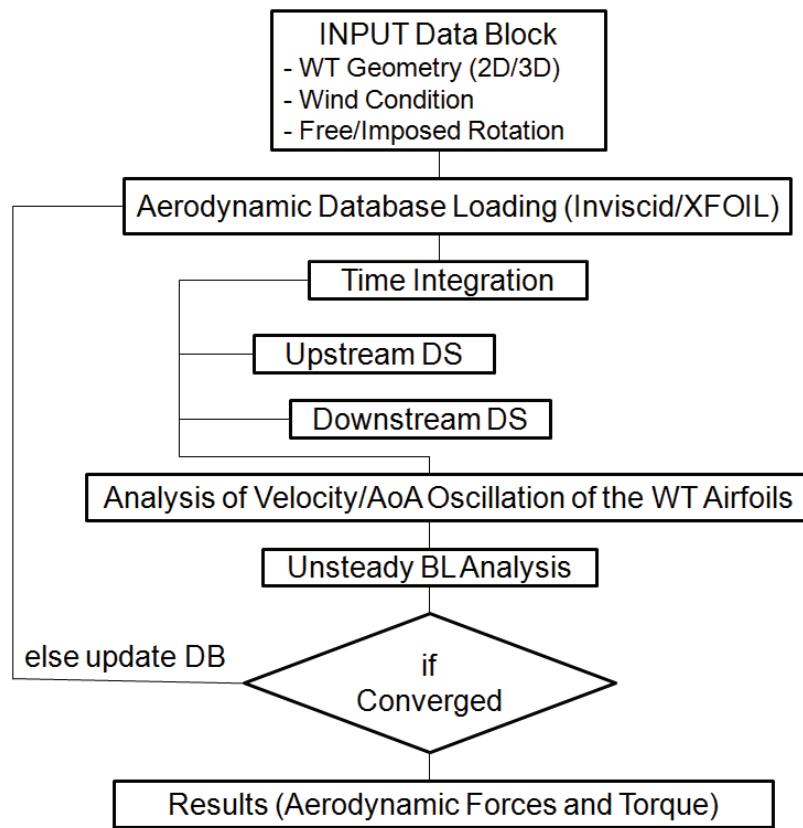 INPUT Data Block
- WT Geometry (2D/3D)
- Wind Condition
- Free/Imposed Rotation
Aerodynamic Database Loading (Inviscid/XFOIL)
Time Integration
Upstream DS
Downstream DS
Analysis of Velocity/AoA Oscillation of the WT Airfoils
Unsteady BL Analysis
else update DB
if
Converged
Results (Aerodynamic Forces and Torque)